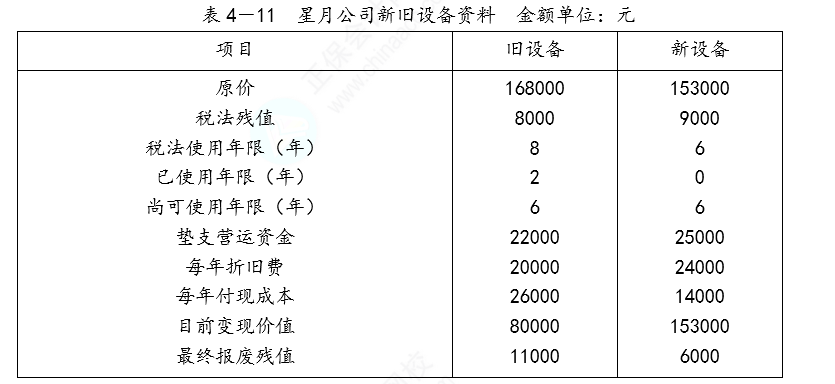 表4－11 星月公司新旧设备资料 金额单位：元
项目 旧设备 新设备
原价 168000 153000
税法残值 8000 9000
税法使用年限（年） 8 6
已使用年限（年） 2 0
尚可使用年限（年） 6 6
垫支营运资金 22000 25000
每年折旧费 20000 24000
每年付现成本 26000 14000
目前变现价值 80000 153000
最终报废残值 11000 6000